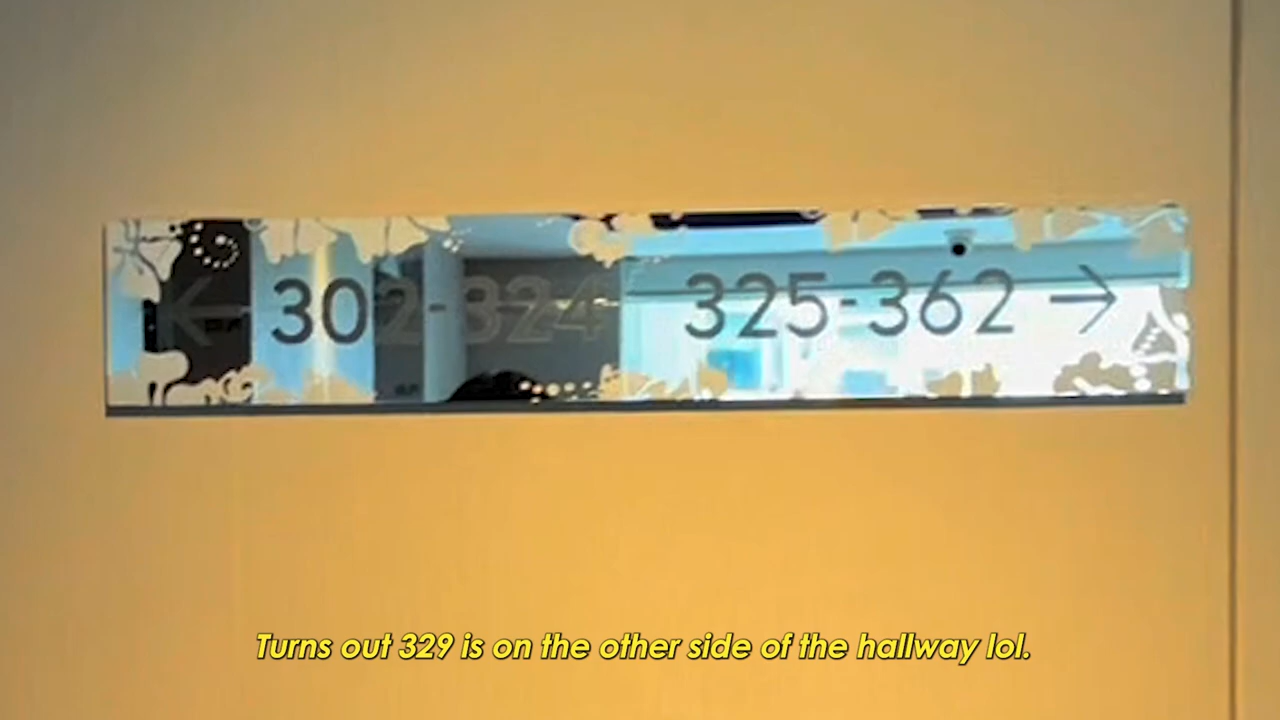 ← 302-324 325-362 →
Turns out 329 is on the other side of the hallway lol.